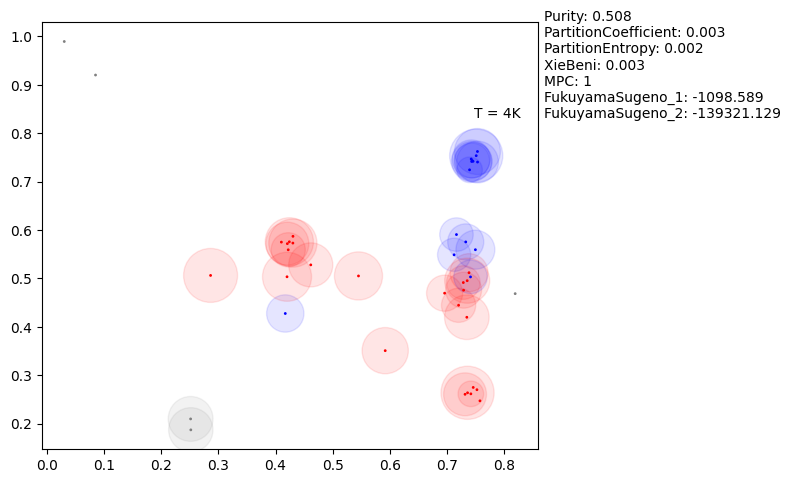 Purity: 0.508
PartitionCoefficient: 0.003
PartitionEntropy: 0.002
XieBeni: 0.003
MPC: 1
FukuyamaSugeno_1: -1098.589
FukuyamaSugeno_2: -139321.129
T = 4K
1.0
0.9
0.8
0.7
0.6
0.5
0.4
0.3
0.2
0.0 0.1 0.2 0.3 0.4 0.5 0.6 0.7 0.8